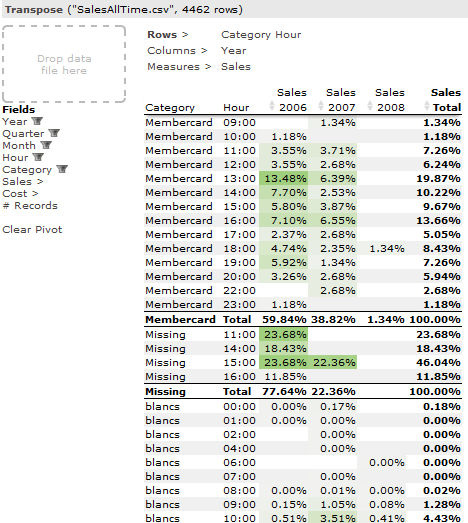 Transpose ("SalesAllTime.csv", 4462 rows)
Drop data
file here
Rows > Category Hour
Columns > Year
Measures > Sales
Fields
Year
Quarter
Month
Hour
Category
Sales >
Cost >
# Records
Clear Pivot
Sales Sales Sales Sales
Category Hour 2006 2007 2008 Total
Membercard 09:00 1.34% 1.34%
Membercard 10:00 1.18% 1.18%
Membercard 11:00 3.55% 3.71% 7.26%
Membercard 12:00 3.55% 2.68% 6.24%
Membercard 13:00 13.48% 6.39% 19.87%
Membercard 14:00 7.70% 2.53% 10.22%
Membercard 15:00 5.80% 3.87% 9.67%
Membercard 16:00 7.10% 6.55% 13.66%
Membercard 17:00 2.37% 2.68% 5.05%
Membercard 18:00 4.74% 2.35% 1.34% 8.43%
Membercard 19:00 5.92% 1.34% 7.26%
Membercard 20:00 3.26% 2.68% 5.94%
Membercard 22:00 2.68% 2.68%
Membercard 23:00 1.18% 1.18%
Membercard Total 59.84% 38.82% 1.34% 100.00%
Missing 11:00 23.68% 23.68%
Missing 14:00 18.43% 18.43%
Missing 15:00 23.68% 22.36% 46.04%
Missing 16:00 11.85% 11.85%
Missing Total 77.64% 22.36% 100.00%
blancs 00:00 0.00% 0.17% 0.18%
blancs 01:00 0.00% 0.00% 0.00%
blancs 02:00 0.00% 0.00%
blancs 04:00 0.00% 0.00%
blancs 06:00 0.00% 0.00%
blancs 07:00 0.00% 0.00%
blancs 08:00 0.00% 0.01% 0.00% 0.02%
blancs 09:00 0.15% 1.05% 0.08% 1.28%
blancs 10:00 0.51% 3.51% 0.41% 4.43%